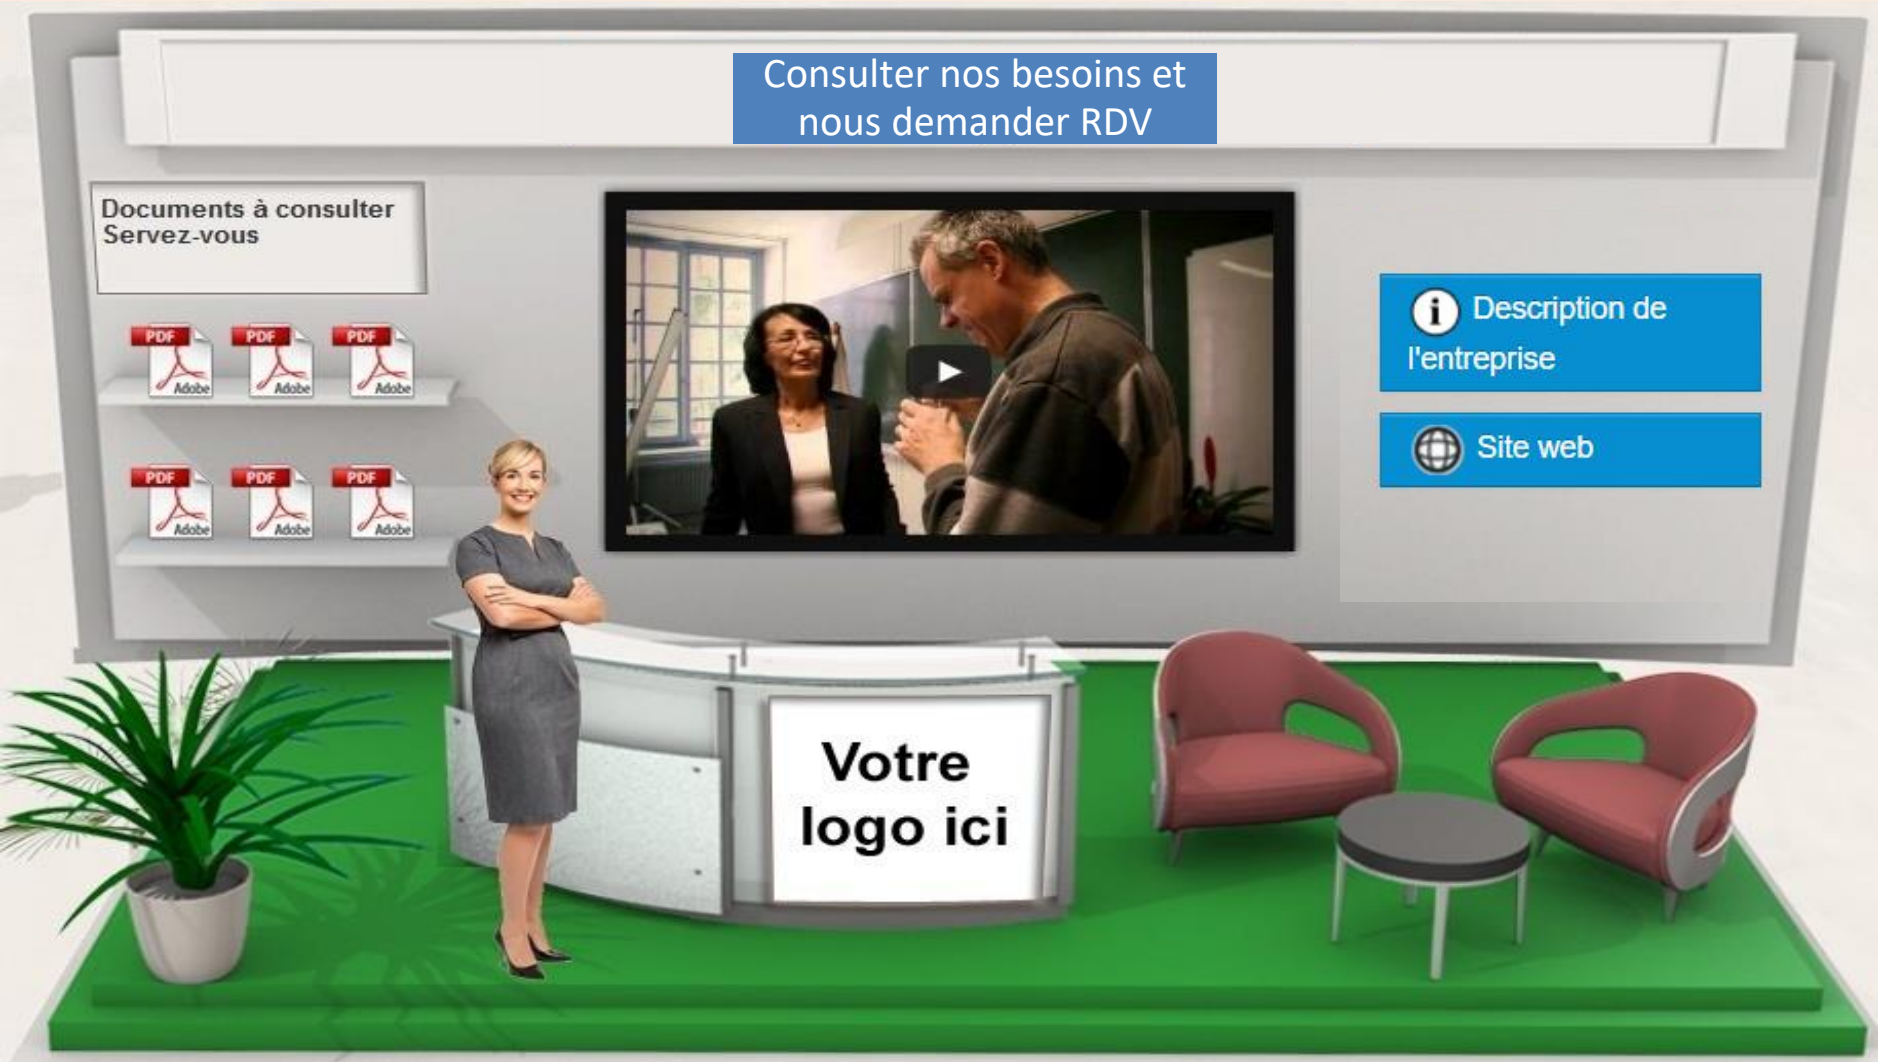 Consulter nos besoins et
nous demander RDV
Documents à consulter
Servez-vous
PDF PDF PDF
Adobe Adobe Adobe
PDF PDF PDF
Adobe Adobe Adobe
i Description de
l'entreprise
Site web
Votre
logo ici